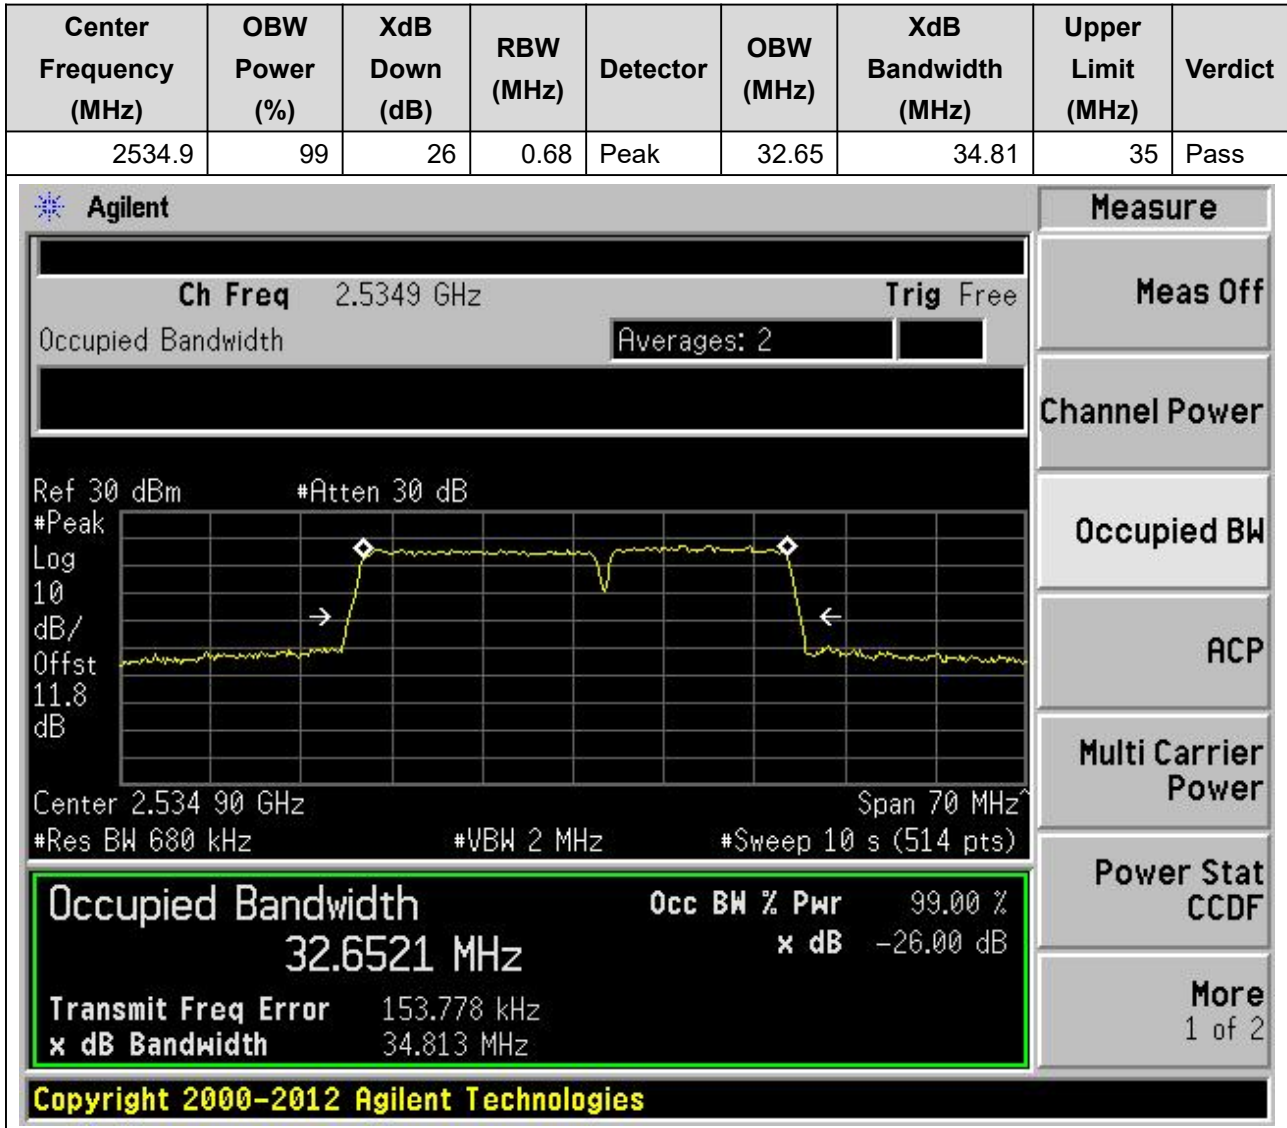 Center Frequency (MHz) OBW Power (%) XdB Down (dB) RBW (MHz) Detector OBW (MHz) XdB Bandwidth (MHz) Upper Limit (MHz) Verdict
2534.9 99 26 0.68 Peak 32.65 34.81 35 Pass
Agilent Measure
Ch Freq 2.5349 GHz Trig Free
Meas Off
Occupied Bandwidth Averages: 2
Channel Power
Ref 30 dBm #Atten 30 dB
#Peak
Log
10
dB/
Offst
11.8
dB
Occupied BW
ACP
Multi Carrier
Power
Center 2.534 90 GHz Span 70 MHz^
#Res BW 680 kHz #VBW 2 MHz #Sweep 10 s (514 pts)
Power Stat
CCDF
Occupied Bandwidth Occ BW % Pwr 99.00 %
32.6521 MHz x dB -26.00 dB
Transmit Freq Error 153.778 kHz
x dB Bandwidth 34.813 MHz
More
1 of 2
Copyright 2000-2012 Agilent Technologies